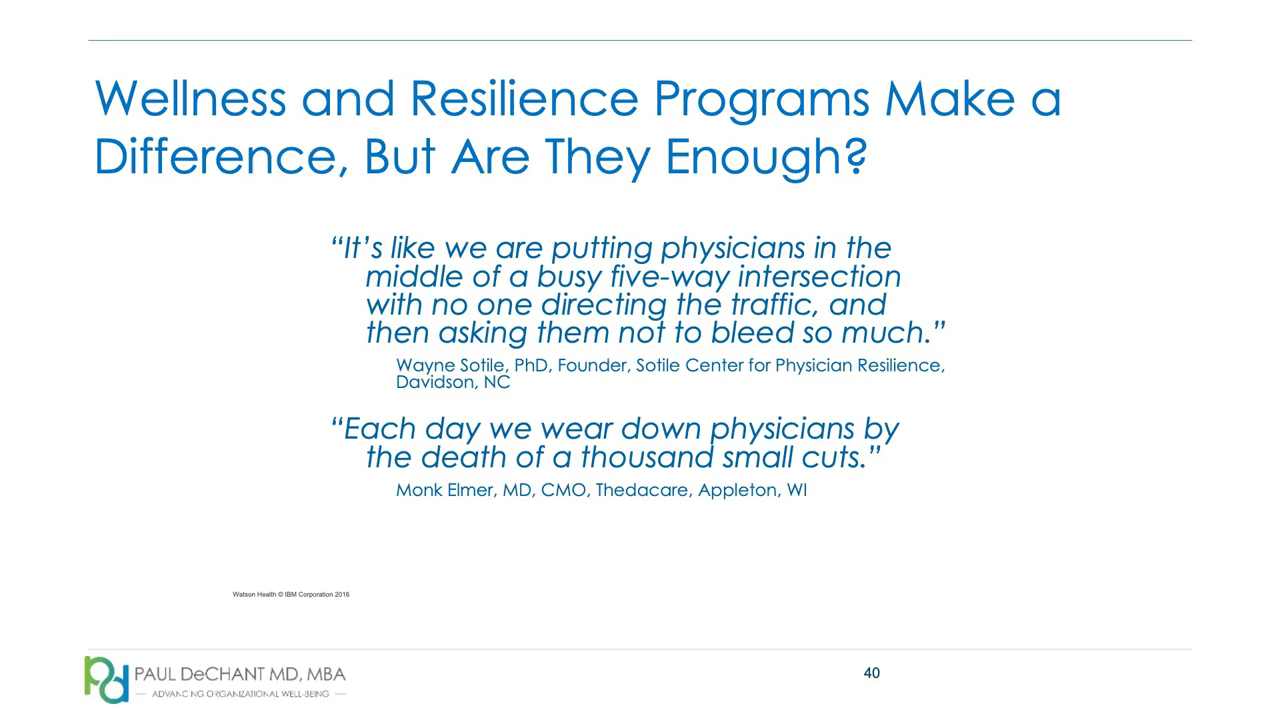 Wellness and Resilience Programs Make a
Difference, But Are They Enough?
“It’s like we are putting physicians in the
middle of a busy five-way intersection
with no one directing the traffic, and
then asking them not to bleed so much.”
Wayne Sotile, PhD, Founder, Sotile Center for Physician Resilience,
Davidson, NC
“Each day we wear down physicians by
the death of a thousand small cuts.”
Monk Elmer, MD, CMO, Thedacare, Appleton, WI
Watson Health © IBM Corporation 2016
pd
PAUL DeCHANT MD, MBA
ADVANCING ORGANIZATIONAL WELL-BEING
40